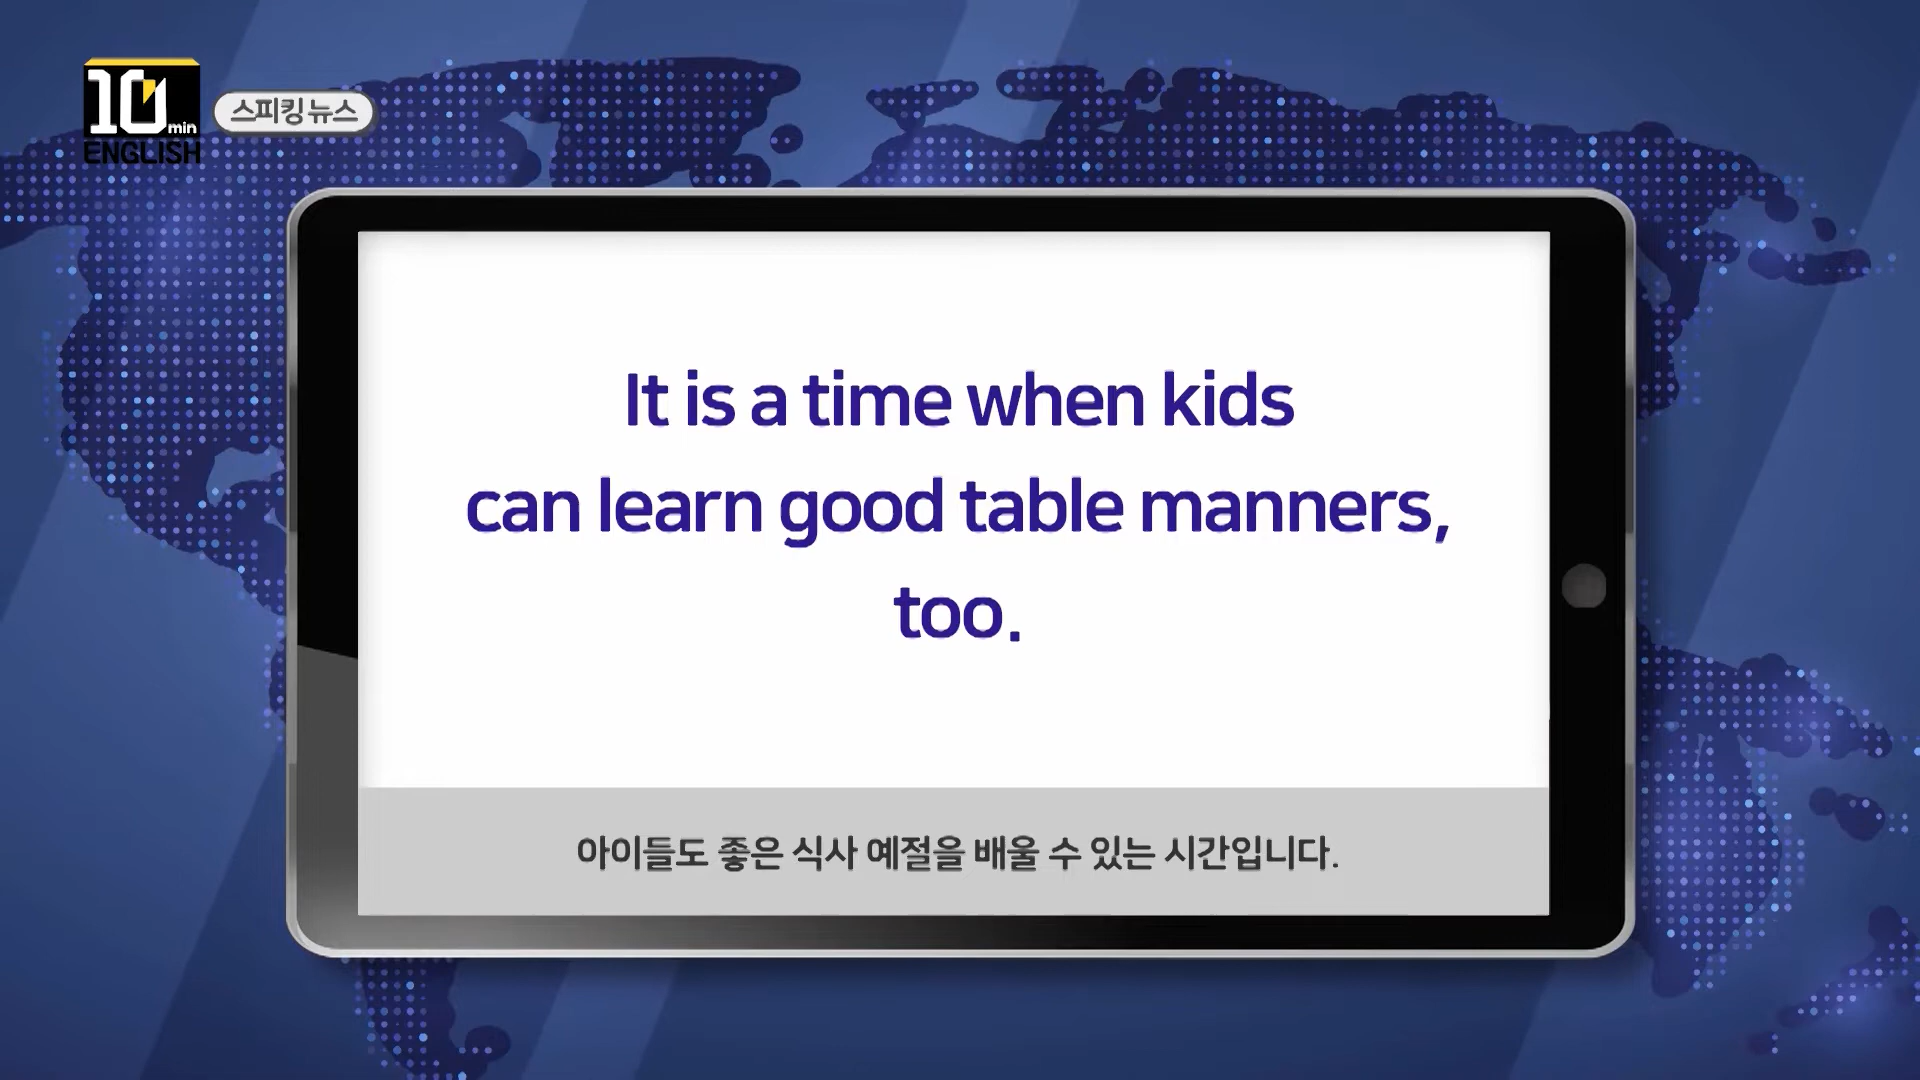 10min
ENGLISH
스피킹 뉴스
It is a time when kids
can learn good table manners,
too.
아이들도 좋은 식사 예절을 배울 수 있는 시간입니다.